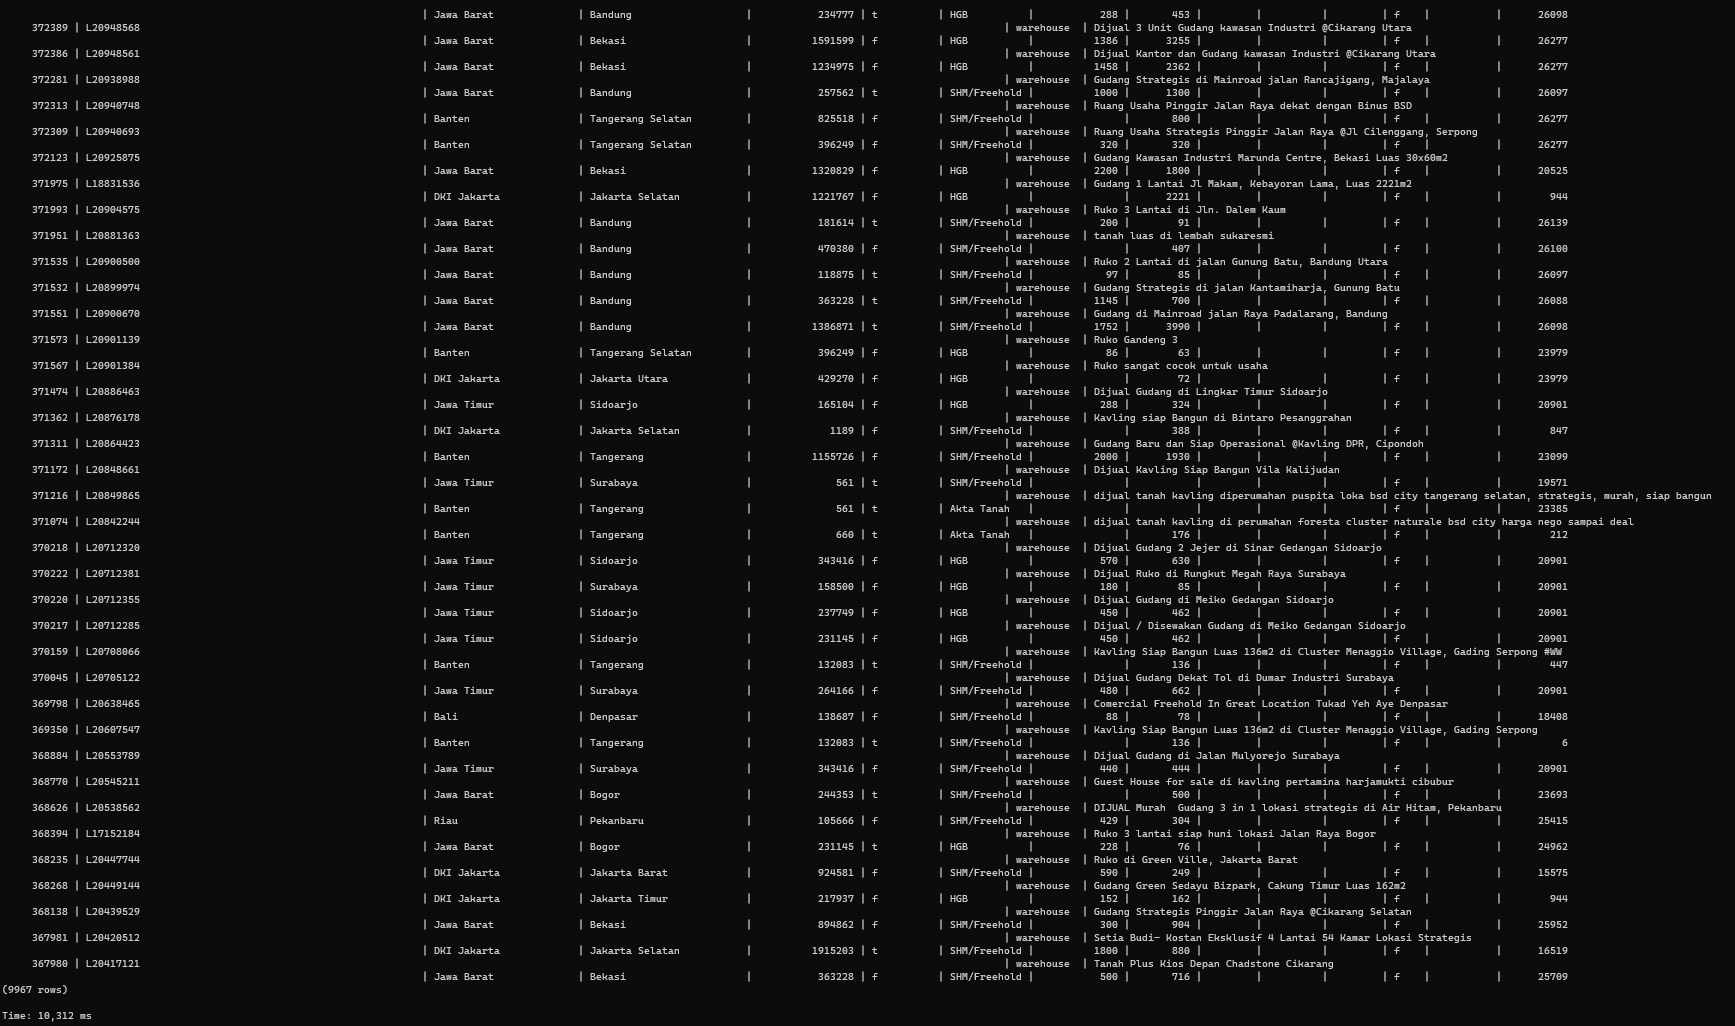 | Jawa Barat | Bandung | 234777 | t | HGB | 288 | 453 | | | | f | | 26098
372389 | L20948568 | warehouse | Dijual 3 Unit Gudang kawasan Industri @Cikarang Utara
| Jawa Barat | Bekasi | 1591599 | f | HGB | 1386 | 3255 | | | | f | | 26277
372386 | L20948561 | warehouse | Dijual Kantor dan Gudang kawasan Industri @Cikarang Utara
| Jawa Barat | Bekasi | 1234975 | f | HGB | 1458 | 2362 | | | | f | | 26277
372281 | L20938988 | warehouse | Gudang Strategis di Mainroad jalan Rancajigang, Majalaya
| Jawa Barat | Bandung | 257562 | t | SHM/Freehold | 1000 | 1300 | | | | f | | 26097
372313 | L20940748 | warehouse | Ruang Usaha Pinggir Jalan Raya dekat dengan Binus BSD
| Banten | Tangerang Selatan | 825518 | f | SHM/Freehold | | 800 | | | | f | | 26277
372309 | L20940693 | warehouse | Ruang Usaha Strategis Pinggir Jalan Raya @Jl Cilenggang, Serpong
| Banten | Tangerang Selatan | 396249 | f | SHM/Freehold | 320 | 320 | | | | f | | 26277
372123 | L20925875 | warehouse | Gudang Kawasan Industri Marunda Centre, Bekasi Luas 30x60m2
| Jawa Barat | Bekasi | 1320829 | f | HGB | 2200 | 1800 | | | | f | | 20525
371975 | L18831536 | warehouse | Gudang 1 Lantai Jl Makam, Kebayoran Lama, Luas 2221m2
| DKI Jakarta | Jakarta Selatan | 1221767 | f | HGB | | 2221 | | | | f | | 944
371993 | L20904575 | warehouse | Ruko 3 Lantai di Jln. Dalem Kaum
| Jawa Barat | Bandung | 181614 | t | SHM/Freehold | 200 | 91 | | | | f | | 26139
371951 | L20881363 | warehouse | tanah luas di lembah sukaresmi
| Jawa Barat | Bandung | 470380 | f | SHM/Freehold | | 407 | | | | f | | 26100
371535 | L20900500 | warehouse | Ruko 2 Lantai di jalan Gunung Batu, Bandung Utara
| Jawa Barat | Bandung | 118875 | t | SHM/Freehold | 97 | 85 | | | | f | | 26097
371532 | L20899974 | warehouse | Gudang Strategis di jalan Kantamiharja, Gunung Batu
| Jawa Barat | Bandung | 363228 | t | SHM/Freehold | 1145 | 700 | | | | f | | 26088
371551 | L20900670 | warehouse | Gudang di Mainroad jalan Raya Padalarang, Bandung
| Jawa Barat | Bandung | 1386871 | t | SHM/Freehold | 1752 | 3990 | | | | f | | 26098
371573 | L20901139 | warehouse | Ruko Gandeng 3
| Banten | Tangerang Selatan | 396249 | f | HGB | 86 | 63 | | | | f | | 23979
371567 | L20901384 | warehouse | Ruko sangat cocok untuk usaha
| DKI Jakarta | Jakarta Utara | 429270 | f | HGB | | 72 | | | | f | | 23979
371474 | L20886463 | warehouse | Dijual Gudang di Lingkar Timur Sidoarjo
| Jawa Timur | Sidoarjo | 165104 | f | HGB | 288 | 324 | | | | f | | 20901
371362 | L20876178 | warehouse | Kavling siap Bangun di Bintaro Pesanggrahan
| DKI Jakarta | Jakarta Selatan | 1189 | f | SHM/Freehold | | 388 | | | | f | | 847
371311 | L20864423 | warehouse | Gudang Baru dan Siap Operasional @Kavling DPR, Cipondoh
| Banten | Tangerang | 1155726 | f | SHM/Freehold | 2000 | 1930 | | | | f | | 23099
371172 | L20848661 | warehouse | Dijual Kavling Siap Bangun Vila Kalijudan
| Jawa Timur | Surabaya | 561 | t | SHM/Freehold | | | | | | f | | 19571
371216 | L20849865 | warehouse | dijual tanah kavling diperumahan puspita loka bsd city tangerang selatan, strategis, murah, siap bangun
| Banten | Tangerang | 561 | t | Akta Tanah | | | | | | f | | 23385
371074 | L20842244 | warehouse | dijual tanah kavling di perumahan foresta cluster naturale bsd city harga nego sampai deal
| Banten | Tangerang | 660 | t | Akta Tanah | | 176 | | | | f | | 212
370218 | L20712320 | warehouse | Dijual Gudang 2 Jejer di Sinar Gedangan Sidoarjo
| Jawa Timur | Sidoarjo | 343416 | f | HGB | 570 | 630 | | | | f | | 20901
370222 | L20712381 | warehouse | Dijual Ruko di Rungkut Megah Raya Surabaya
| Jawa Timur | Surabaya | 158500 | f | HGB | 180 | 85 | | | | f | | 20901
370220 | L20712355 | warehouse | Dijual Gudang di Meiko Gedangan Sidoarjo
| Jawa Timur | Sidoarjo | 237749 | f | HGB | 450 | 462 | | | | f | | 20901
370217 | L20712285 | warehouse | Dijual / Disewakan Gudang di Meiko Gedangan Sidoarjo
| Jawa Timur | Sidoarjo | 231145 | f | HGB | 450 | 462 | | | | f | | 20901
370159 | L20708066 | warehouse | Kavling Siap Bangun Luas 136m2 di Cluster Menaggio Village, Gading Serpong #WW
| Banten | Tangerang | 132083 | t | SHM/Freehold | | 136 | | | | f | | 447
370045 | L20705122 | warehouse | Dijual Gudang Dekat Tol di Dumar Industri Surabaya
| Jawa Timur | Surabaya | 264166 | f | SHM/Freehold | 480 | 662 | | | | f | | 20901
369798 | L20638465 | warehouse | Comercial Freehold In Great Location Tukad Yeh Aye Denpasar
| Bali | Denpasar | 138687 | f | SHM/Freehold | 88 | 78 | | | | f | | 18408
369350 | L20607547 | warehouse | Kavling Siap Bangun Luas 136m2 di Cluster Menaggio Village, Gading Serpong
| Banten | Tangerang | 132083 | t | SHM/Freehold | | 136 | | | | f | | 6
368884 | L20553789 | warehouse | Dijual Gudang di Jalan Mulyorejo Surabaya
| Jawa Timur | Surabaya | 343416 | f | SHM/Freehold | 440 | 444 | | | | f | | 20901
368770 | L20545211 | warehouse | Guest House for sale di kavling pertamina harjamukti cibubur
| Jawa Barat | Bogor | 244353 | t | SHM/Freehold | | 500 | | | | f | | 23693
368626 | L20538562 | warehouse | DIJUAL Murah  Gudang 3 in 1 lokasi strategis di Air Hitam, Pekanbaru
| Riau | Pekanbaru | 105666 | f | SHM/Freehold | 429 | 304 | | | | f | | 25415
368394 | L17152184 | warehouse | Ruko 3 lantai siap huni lokasi Jalan Raya Bogor
| Jawa Barat | Bogor | 231145 | t | HGB | 228 | 76 | | | | f | | 24962
368235 | L20447744 | warehouse | Ruko di Green Ville, Jakarta Barat
| DKI Jakarta | Jakarta Barat | 924581 | f | SHM/Freehold | 590 | 249 | | | | f | | 15575
368268 | L20449144 | warehouse | Gudang Green Sedayu Bizpark, Cakung Timur Luas 162m2
| DKI Jakarta | Jakarta Timur | 217937 | f | HGB | 152 | 162 | | | | f | | 944
368138 | L20439529 | warehouse | Gudang Strategis Pinggir Jalan Raya @Cikarang Selatan
| Jawa Barat | Bekasi | 894862 | f | SHM/Freehold | 300 | 904 | | | | f | | 25952
367981 | L20420512 | warehouse | Setia Budi- Kostan Eksklusif 4 Lantai 54 Kamar Lokasi Strategis
| DKI Jakarta | Jakarta Selatan | 1915203 | t | SHM/Freehold | 1800 | 880 | | | | f | | 16519
367980 | L20417121 | warehouse | Tanah Plus Kios Depan Chadstone Cikarang
| Jawa Barat | Bekasi | 363228 | f | SHM/Freehold | 500 | 716 | | | | f | | 25709
(9967 rows)
Time: 10,312 ms